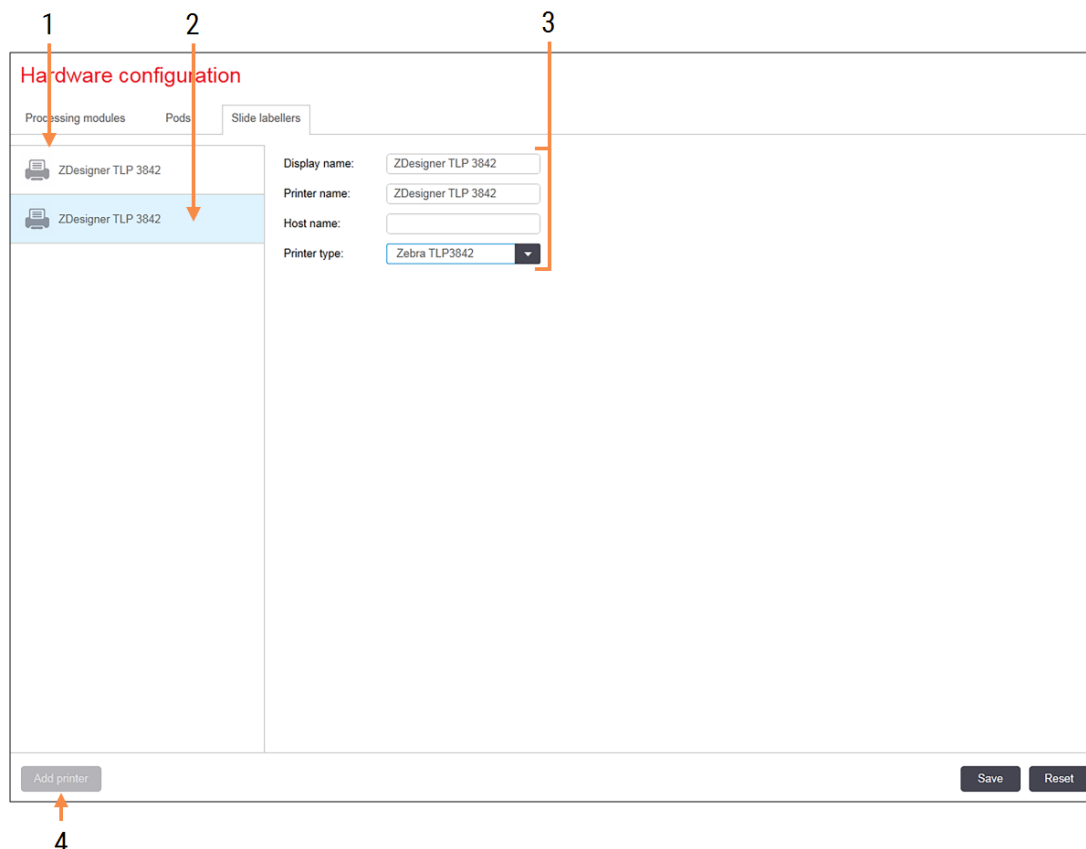 1 2 3
Hardware configuration
Processing modules Pods Slide labellers
ZDesigner TLP 3842
ZDesigner TLP 3842
Display name: ZDesigner TLP 3842
Printer name: ZDesigner TLP 3842
Host name:
Printer type: Zebra TLP3842
Add printer Save Reset
4